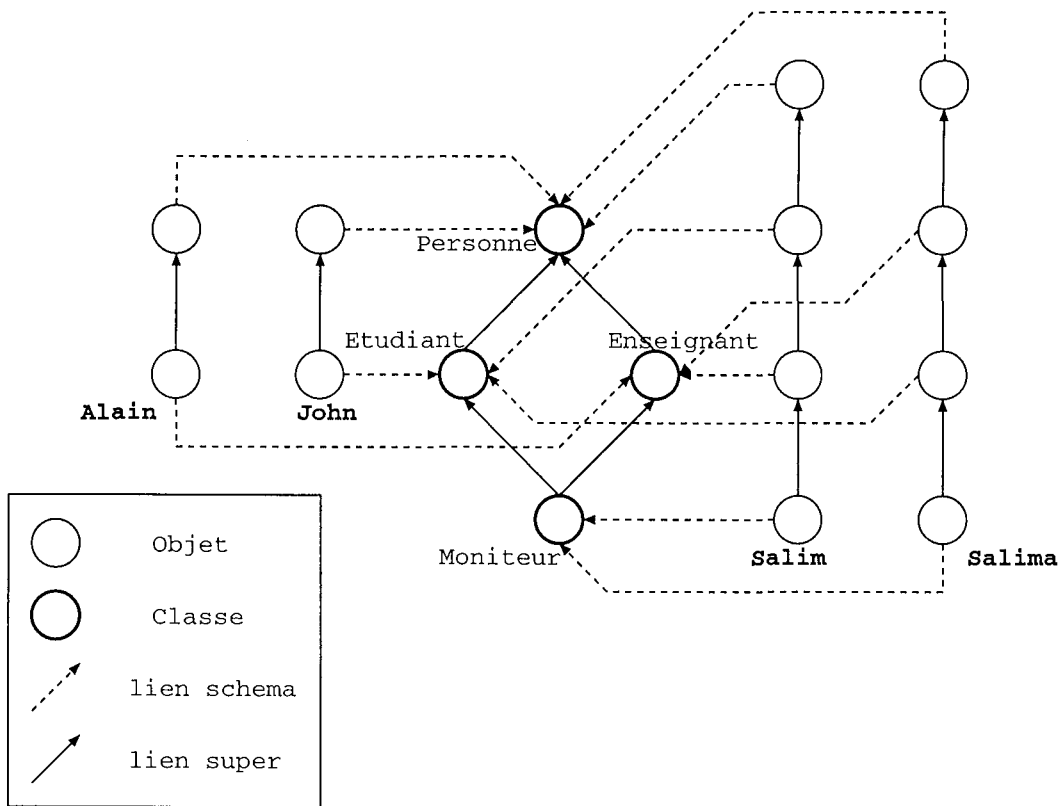 Personne
Etudiant
Enseignant
Alain
John
Moniteur
Salim
Salima
Objet
Classe
lien schema
lien super